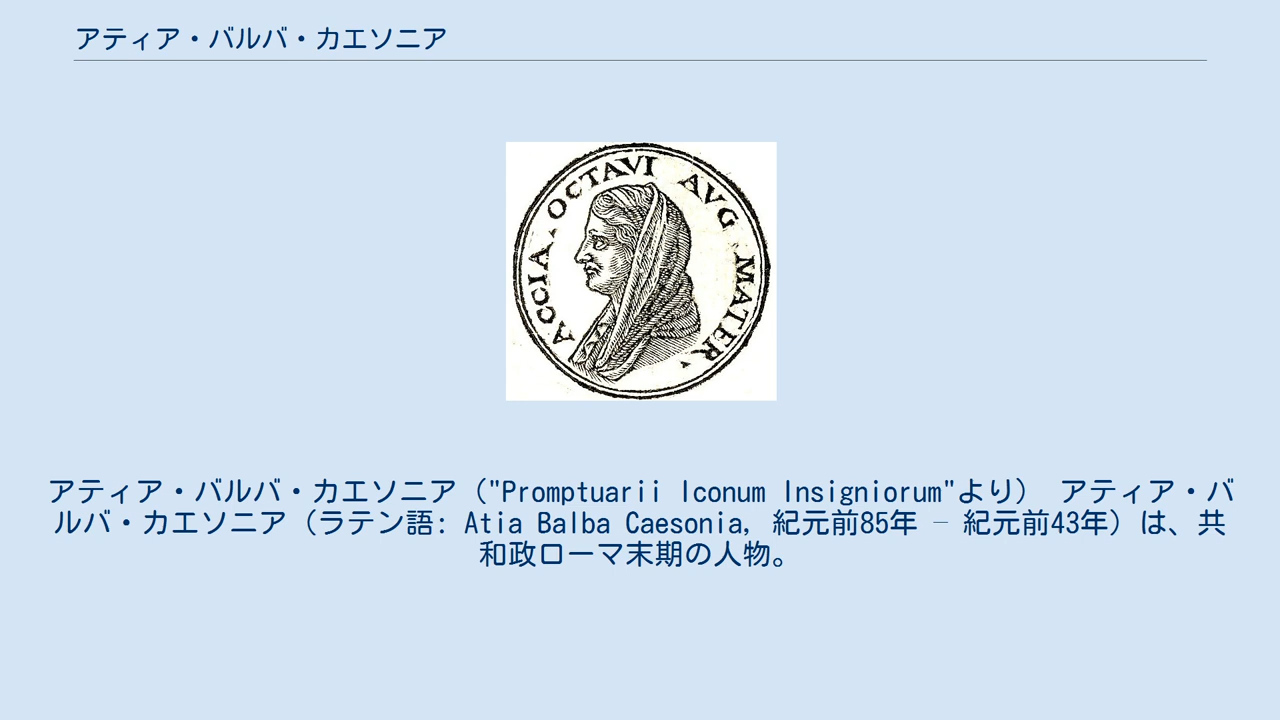 アティア・バルバ・カエソニア
ACCIA . OCTAVI AVG MATER.
アティア・バルバ・カエソニア（"Promptuarii Iconum Insigniorum"より） アティア・バ
ルバ・カエソニア（ラテン語: Atia Balba Caesonia, 紀元前85年 – 紀元前43年）は、共
和政ローマ末期の人物。